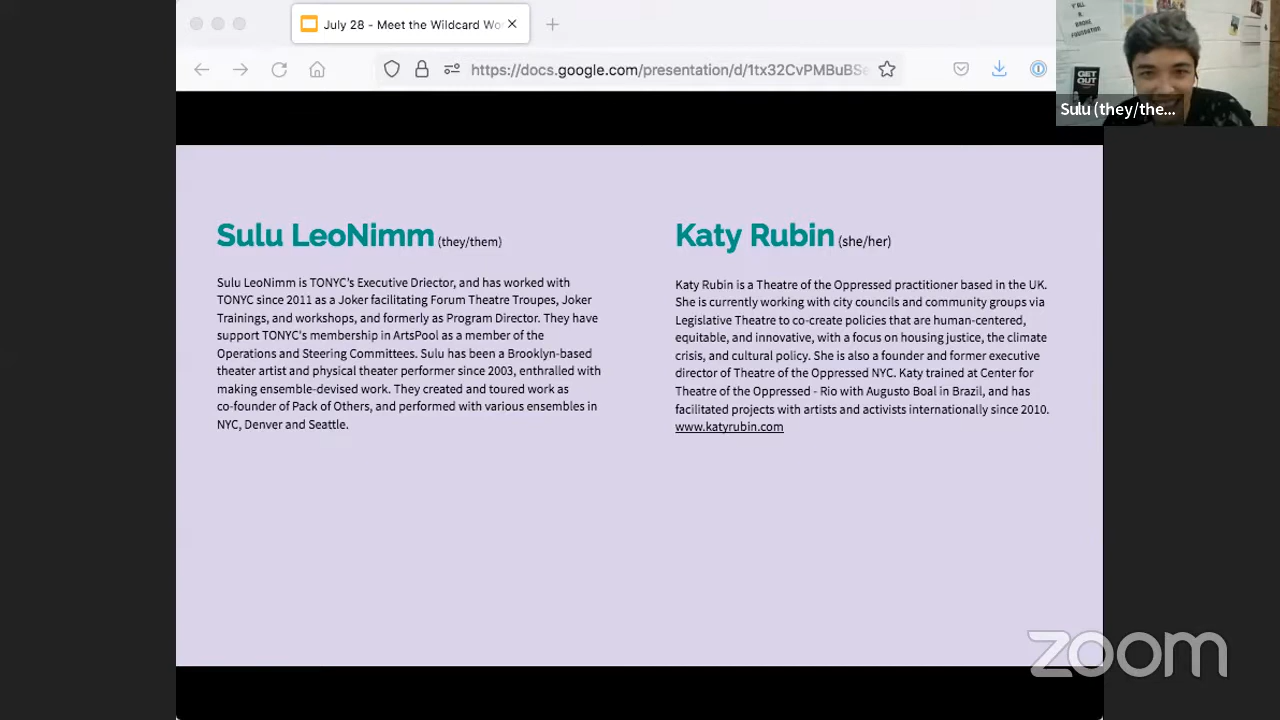 July 28 - Meet the Wildcard Wo
https://docs.google.com/presentation/d/1tx32CvPMBuBSe
Y'ALL
R.
BROKE
FOUNDATION
GET
OUT
Sulu (they/the...
Sulu LeoNimm (they/them)
Sulu LeoNimm is TONYC's Executive Driector, and has worked with
TONYC since 2011 as a Joker facilitating Forum Theatre Troupes, Joker
Trainings, and workshops, and formerly as Program Director. They have
support TONYC's membership in ArtsPool as a member of the
Operations and Steering Committees. Sulu has been a Brooklyn-based
theater artist and physical theater performer since 2003, enthralled with
making ensemble-devised work. They created and toured work as
co-founder of Pack of Others, and performed with various ensembles in
NYC, Denver and Seattle.
Katy Rubin (she/her)
Katy Rubin is a Theatre of the Oppressed practitioner based in the UK.
She is currently working with city councils and community groups via
Legislative Theatre to co-create policies that are human-centered,
equitable, and innovative, with a focus on housing justice, the climate
crisis, and cultural policy. She is also a founder and former executive
director of Theatre of the Oppressed NYC. Katy trained at Center for
Theatre of the Oppressed - Rio with Augusto Boal in Brazil, and has
facilitated projects with artists and activists internationally since 2010.
www.katyrubin.com
zoom